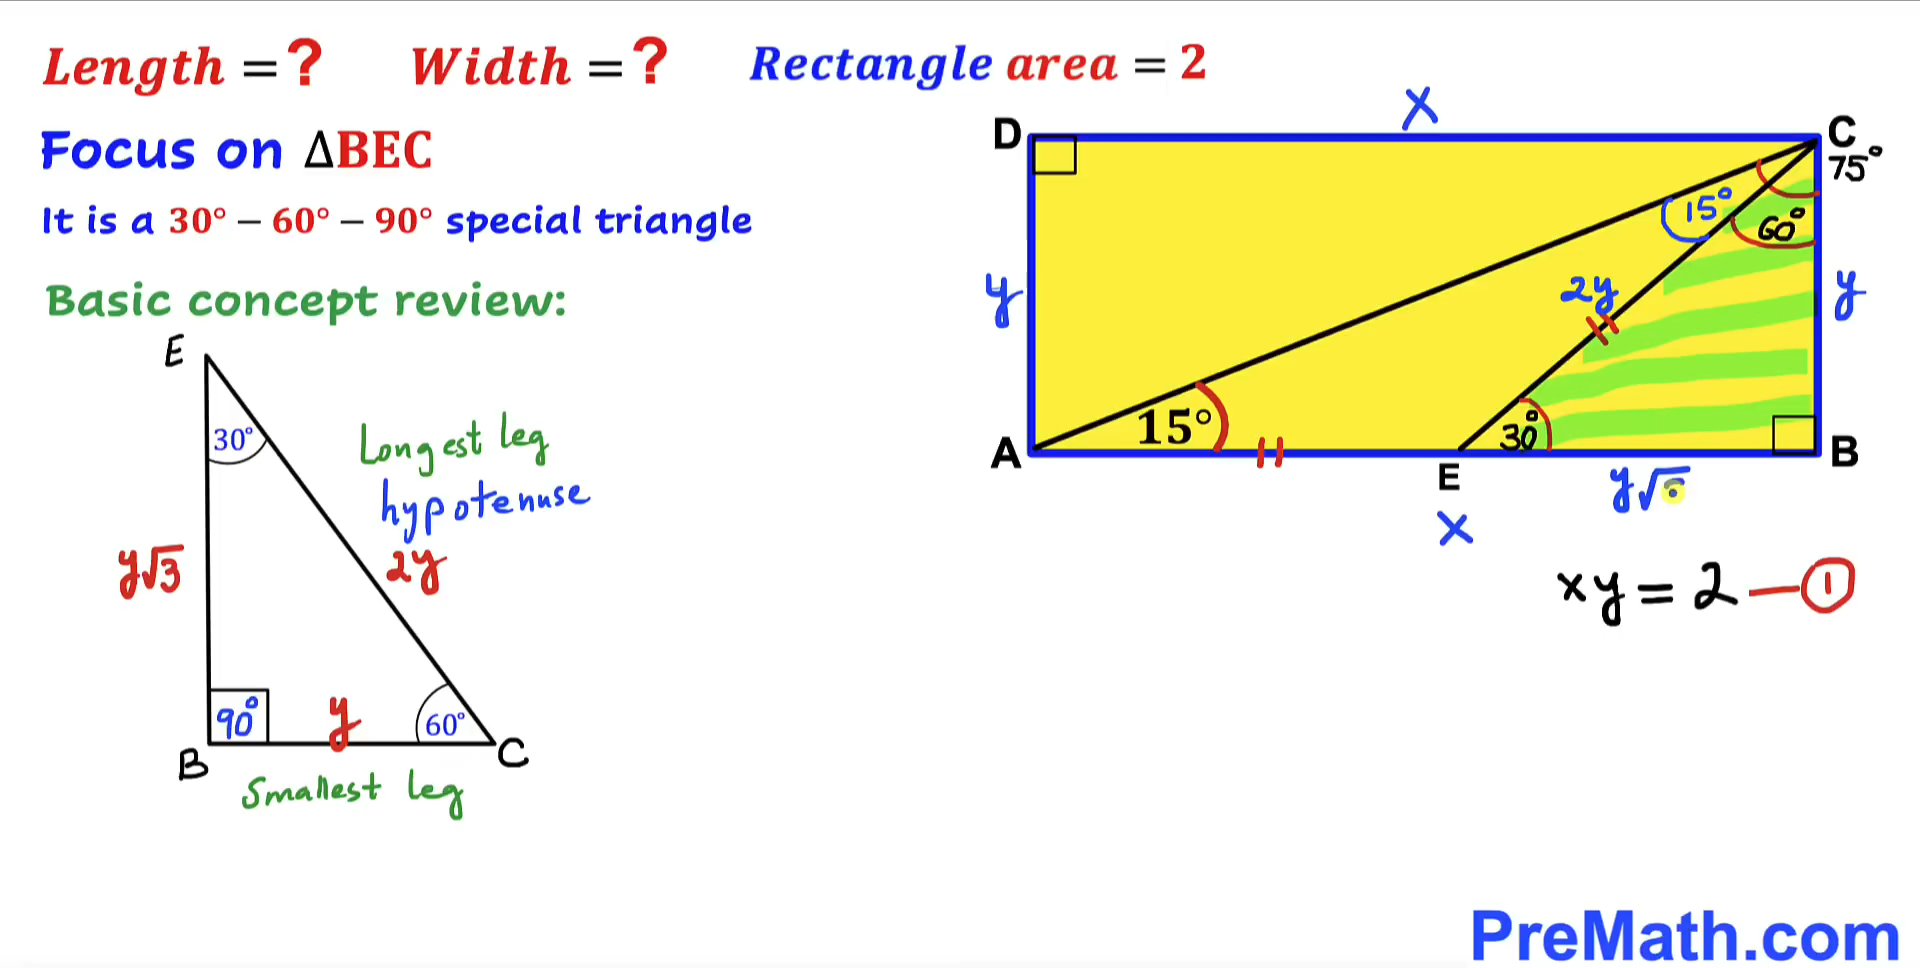 Length = ? Width = ? Rectangle area = 2
Focus on ΔBEC
It is a 30° – 60° – 90° special triangle
Basic concept review:
E
30°
Longest leg
hypotenuse
y√3
2y
90°
y
60°
B
C
Smallest leg
X
D
C
75°
15°
60°
y
2y
y
A
15°
30°
B
E
X
xy = 2 — ①
PreMath.com